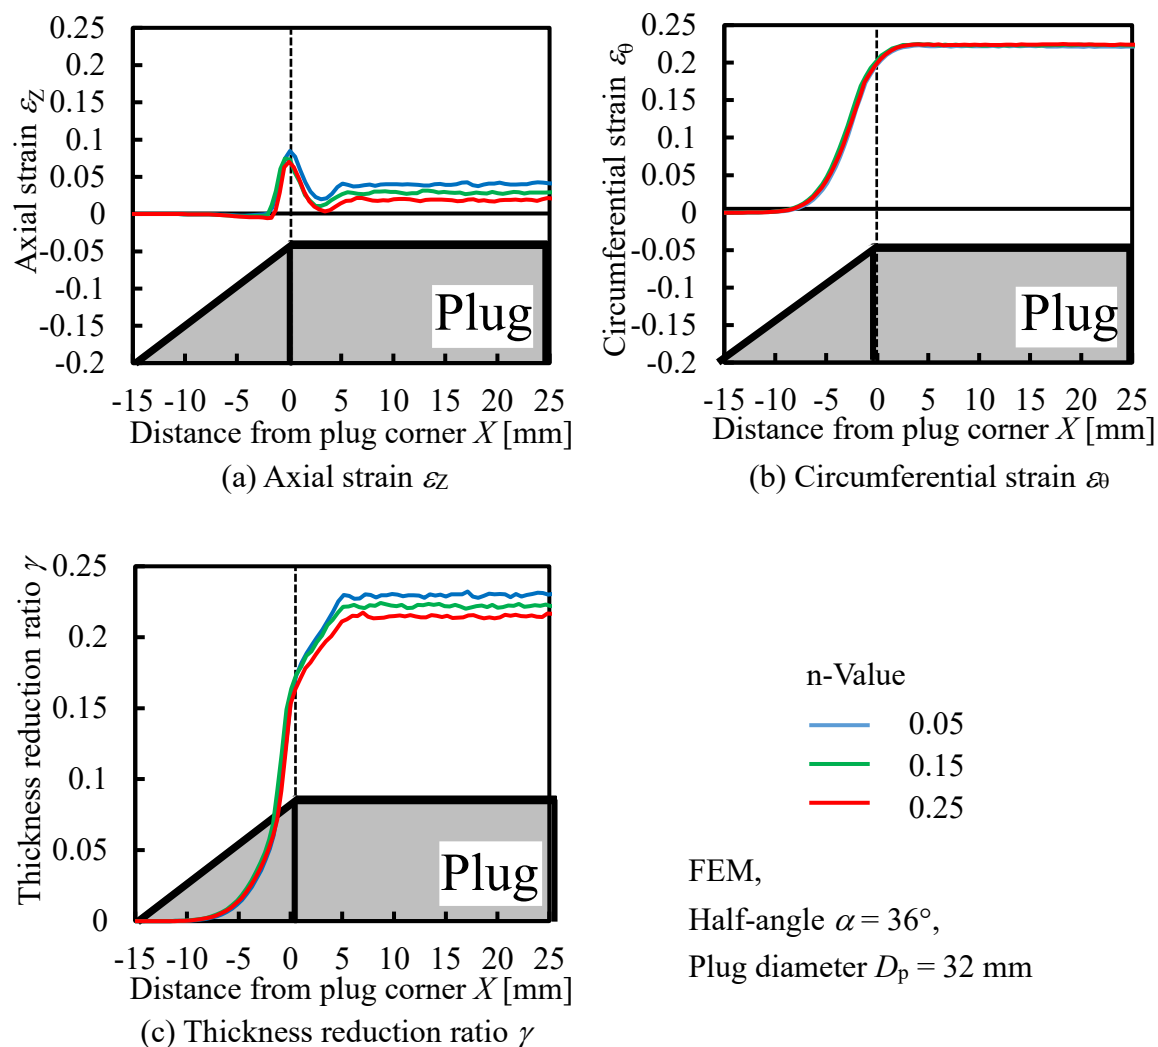 0.25
0.2
0.15
0.1
0.05
0
-0.05
-0.1
-0.15
-0.2
Axial strain εZ
Plug
-15 -10 -5 0 5 10 15 20 25
Distance from plug corner X [mm]
(a) Axial strain εZ
0.25
0.2
0.15
0.1
0.05
0
-0.05
-0.1
-0.15
-0.2
Circumferential strain εθ
Plug
-15 -10 -5 0 5 10 15 20 25
Distance from plug corner X [mm]
(b) Circumferential strain εθ
0.25
0.2
0.15
0.1
0.05
0
Thickness reduction ratio γ
Plug
-15 -10 -5 0 5 10 15 20 25
Distance from plug corner X [mm]
(c) Thickness reduction ratio γ
n-Value
0.05
0.15
0.25
FEM,
Half-angle α = 36°,
Plug diameter Dp = 32 mm